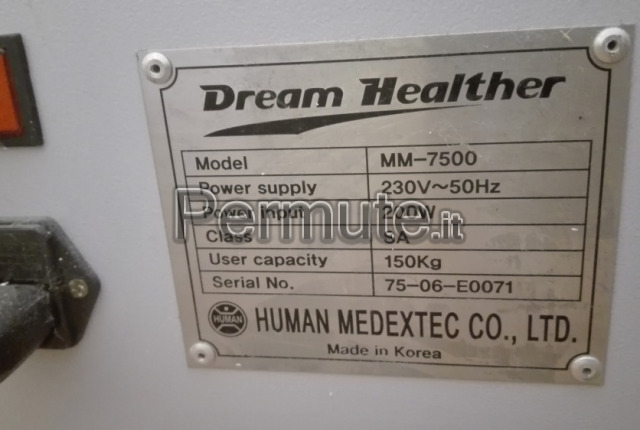 Dream Healther
Model MM-7500
Power supply 230V~50Hz
Power input 200W
Class SA
User capacity 150Kg
Serial No. 75-06-E0071
HUMAN HUMAN MEDEXTEC CO., LTD.
Made in Korea
Permute.it